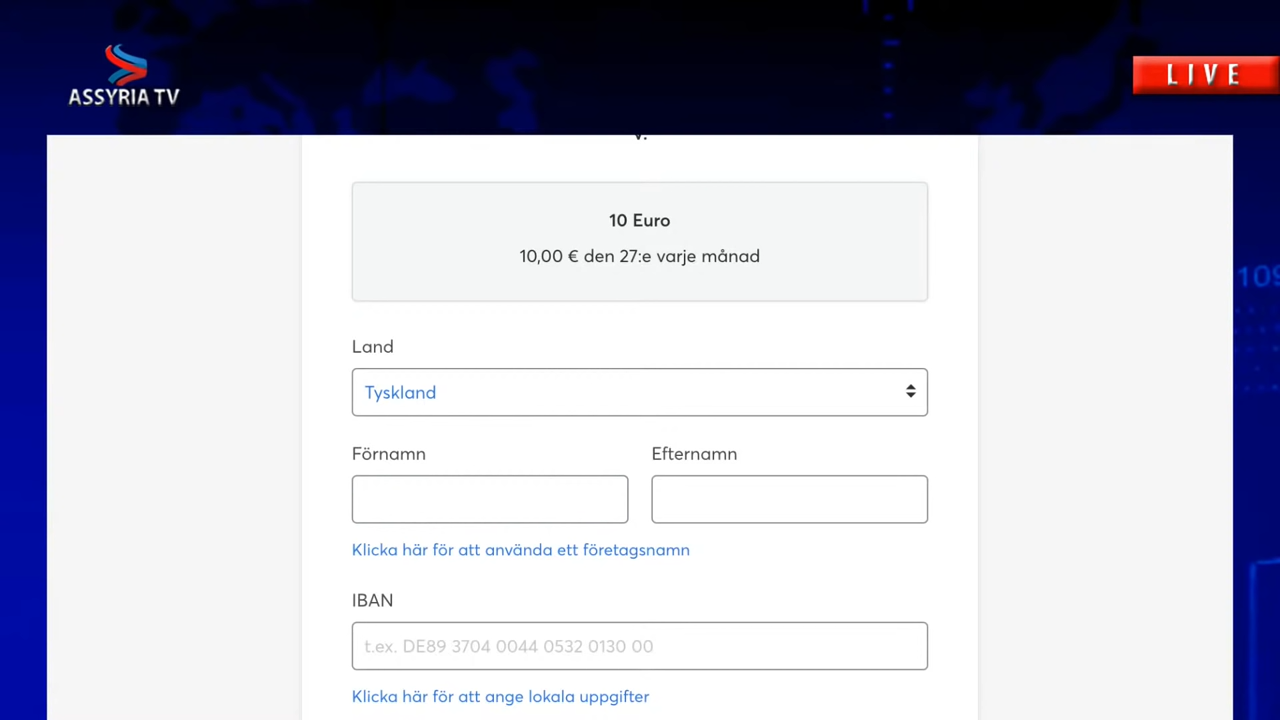 ASSYRIA TV
LIVE
10 Euro
10,00 € den 27:e varje månad
Land
Tyskland
Förnamn
Efternamn
Klicka här för att använda ett företagsnamn
IBAN
t.ex. DE89 3704 0044 0532 0130 00
Klicka här för att ange lokala uppgifter